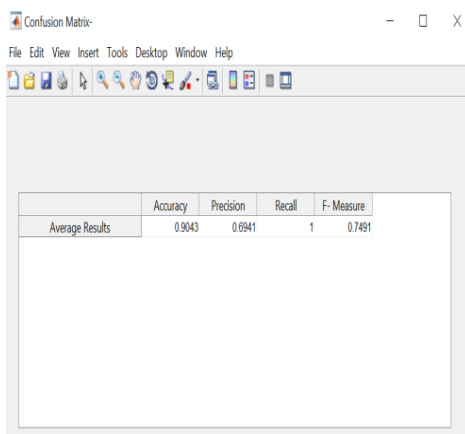 Confusion Matrix-
File Edit View Insert Tools Desktop Window Help
Accuracy Precision Recall F- Measure
Average Results 0.9043 0.6941 1 0.7491